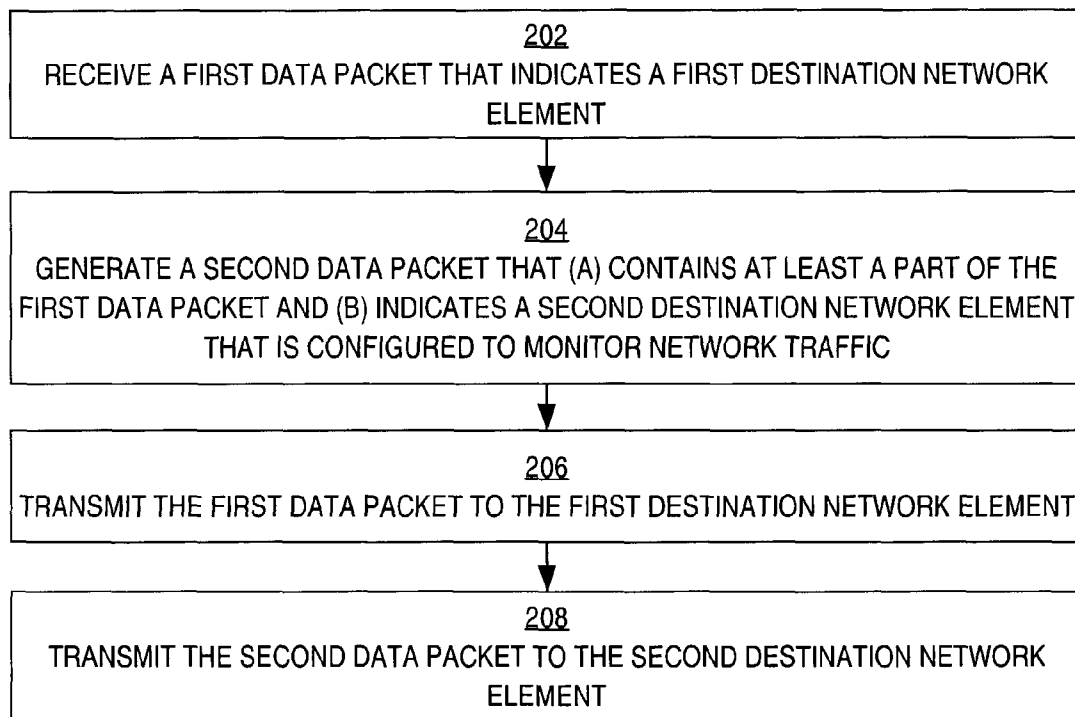 202
RECEIVE A FIRST DATA PACKET THAT INDICATES A FIRST DESTINATION NETWORK
ELEMENT
204
GENERATE A SECOND DATA PACKET THAT (A) CONTAINS AT LEAST A PART OF THE
FIRST DATA PACKET AND (B) INDICATES A SECOND DESTINATION NETWORK ELEMENT
THAT IS CONFIGURED TO MONITOR NETWORK TRAFFIC
206
TRANSMIT THE FIRST DATA PACKET TO THE FIRST DESTINATION NETWORK ELEMENT
208
TRANSMIT THE SECOND DATA PACKET TO THE SECOND DESTINATION NETWORK
ELEMENT